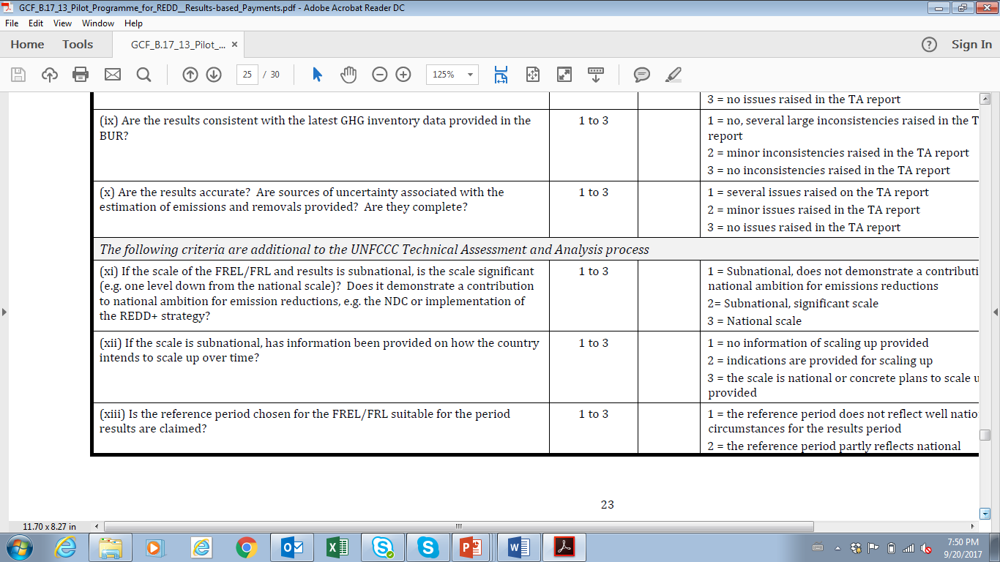 GCF_B.17_13_Pilot_Programme_for_REDD__Results-based_Payments.pdf - Adobe Acrobat Reader DC
File Edit View Window Help
Home Tools GCF_B.17_13_Pilot_... × Sign In
25 / 30 125%
3 = no issues raised in the TA report
(ix) Are the results consistent with the latest GHG inventory data provided in the
BUR?
1 to 3
1 = no, several large inconsistencies raised in the T
report
2 = minor inconsistencies raised in the TA report
3 = no inconsistencies raised in the TA report
(x) Are the results accurate? Are sources of uncertainty associated with the
estimation of emissions and removals provided? Are they complete?
1 to 3
1 = several issues raised on the TA report
2 = minor issues raised in the TA report
3 = no issues raised in the TA report
The following criteria are additional to the UNFCCC Technical Assessment and Analysis process
(xi) If the scale of the FREL/FRL and results is subnational, is the scale significant
(e.g. one level down from the national scale)? Does it demonstrate a contribution
to national ambition for emission reductions, e.g. the NDC or implementation of
the REDD+ strategy?
1 to 3
1 = Subnational, does not demonstrate a contributi
national ambition for emissions reductions
2= Subnational, significant scale
3 = National scale
(xii) If the scale is subnational, has information been provided on how the country
intends to scale up over time?
1 to 3
1 = no information of scaling up provided
2 = indications are provided for scaling up
3 = the scale is national or concrete plans to scale u
provided
(xiii) Is the reference period chosen for the FREL/FRL suitable for the period
results are claimed?
1 to 3
1 = the reference period does not reflect well natio
circumstances for the results period
2 = the reference period partly reflects national
23
11.70 x 8.27 in
7:50 PM
9/20/2017